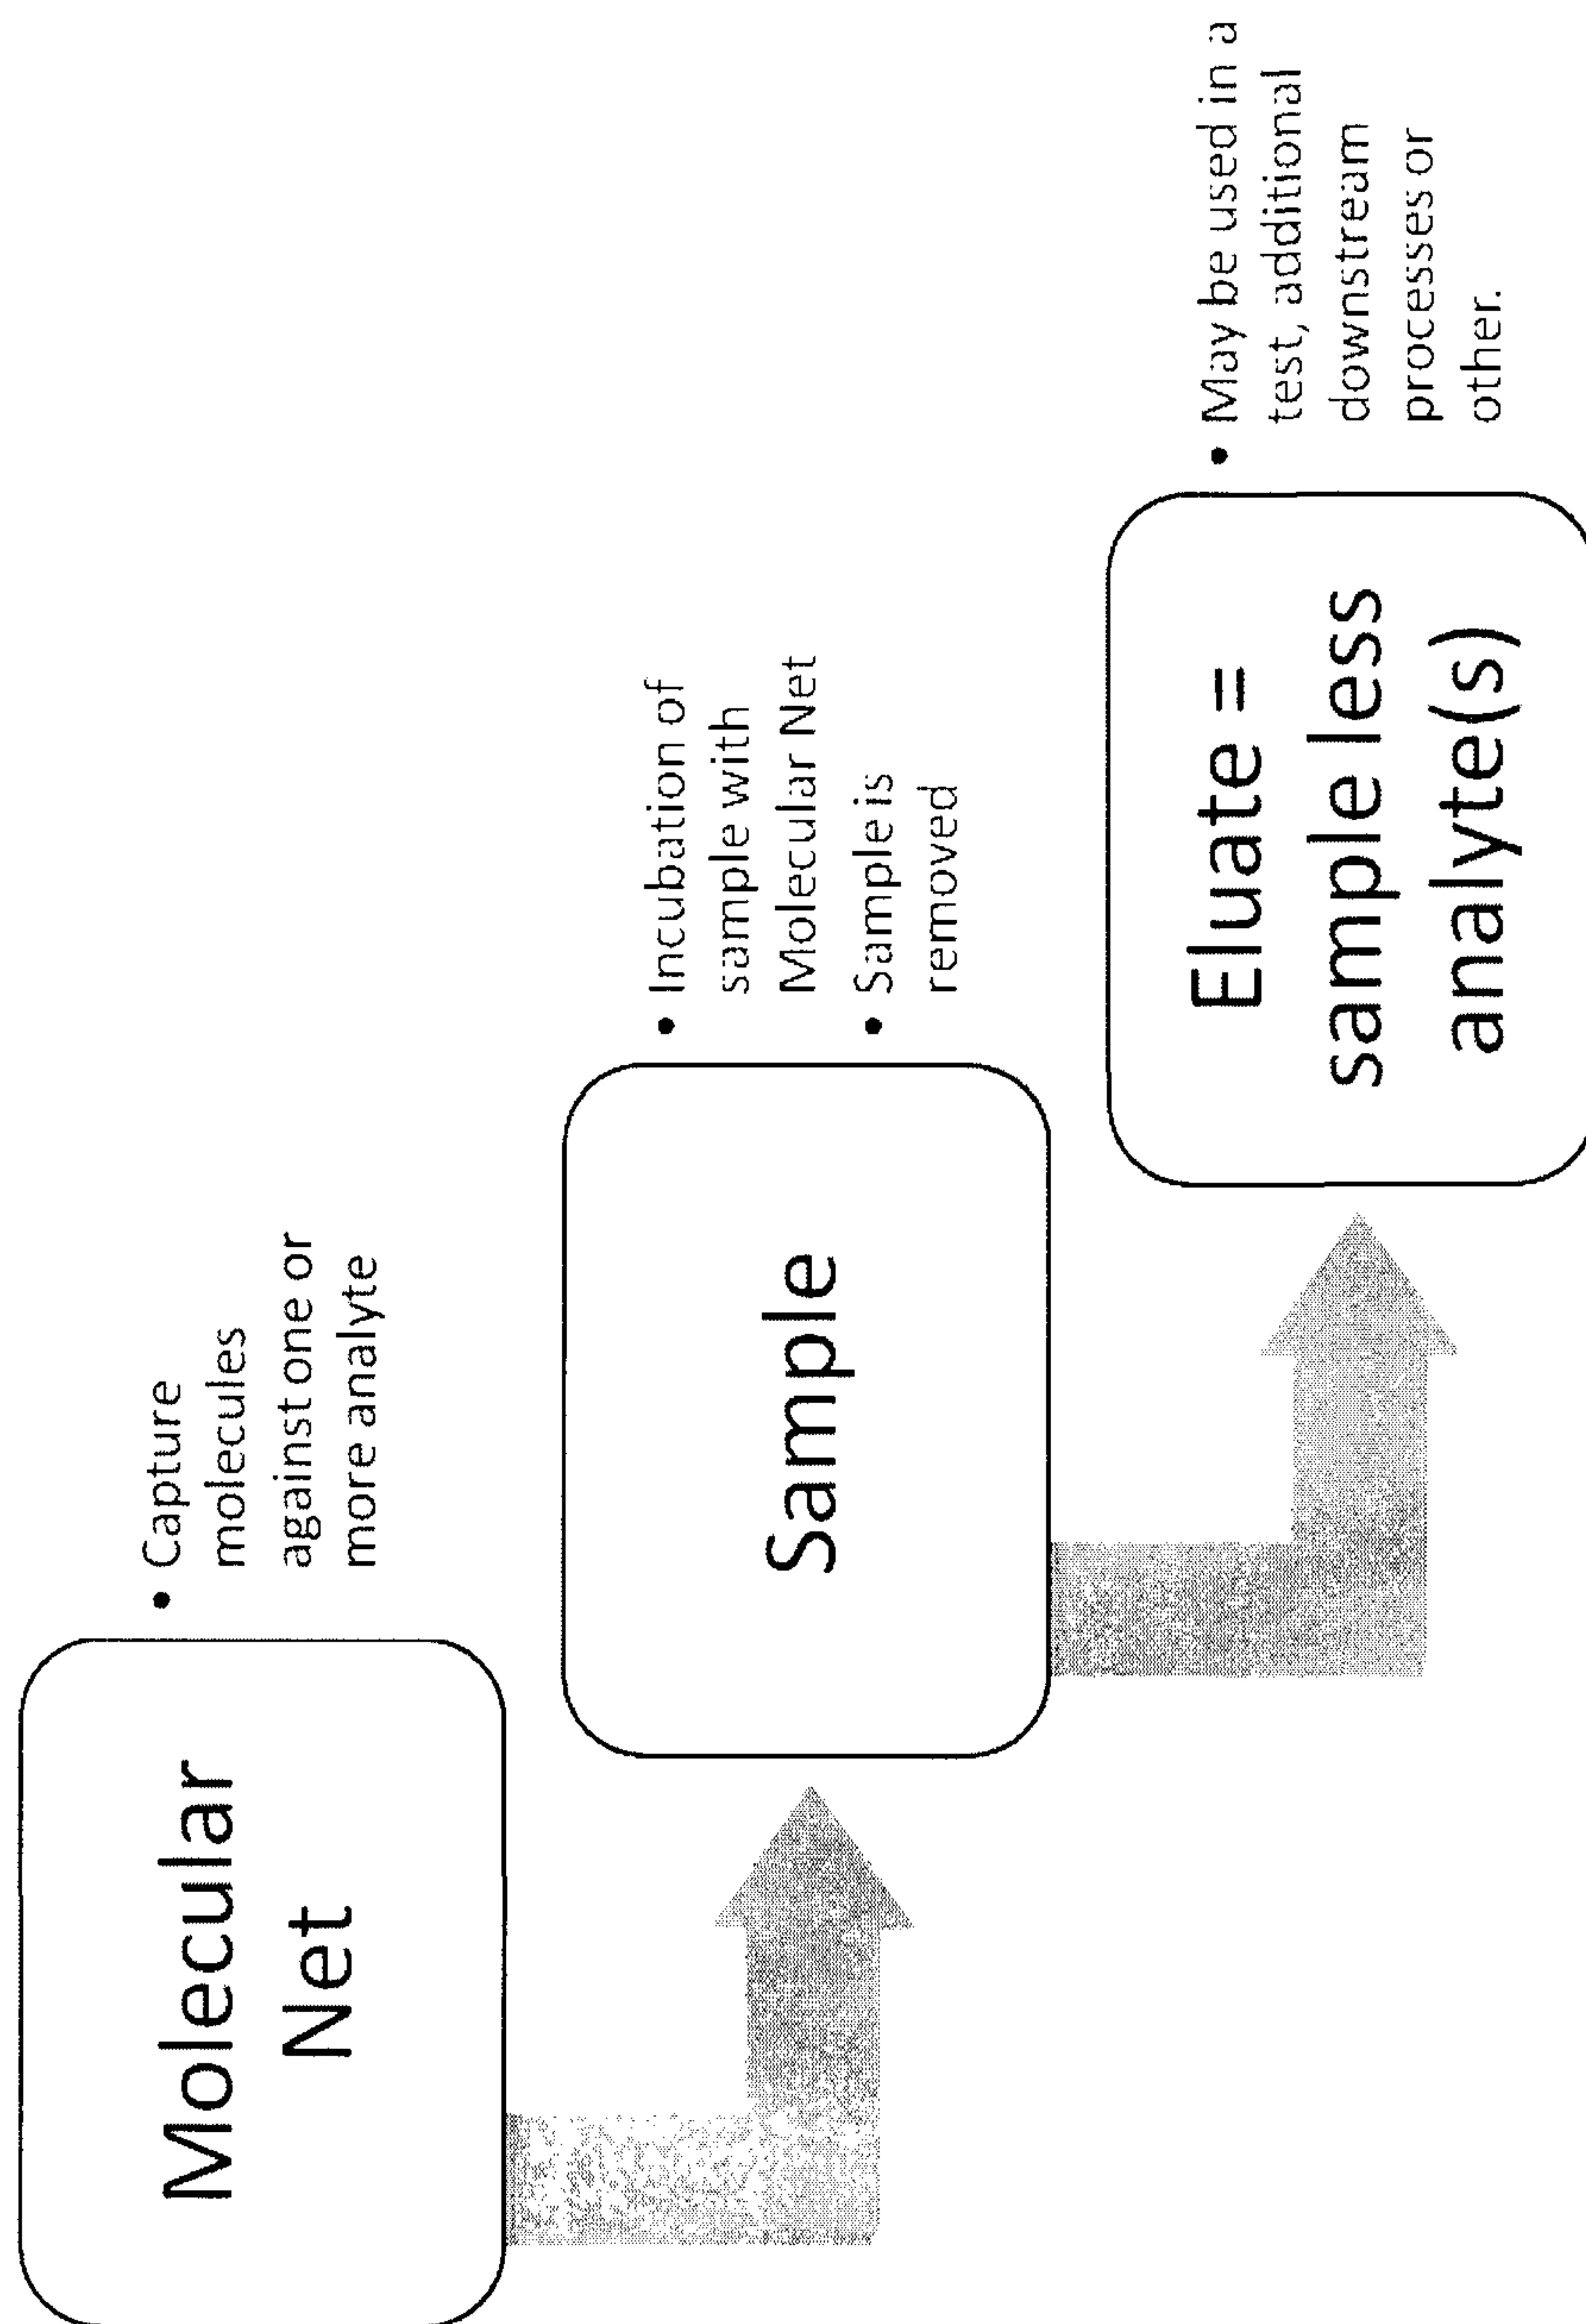 Molecular
Net
• Capture
molecules
against one or
more analyte
Sample
• Incubation of
sample with
Molecular Net
• Sample is
removed
Eluate =
sample less
analyte(s)
• May be used in a
test, additional
downstream
processes or
other.